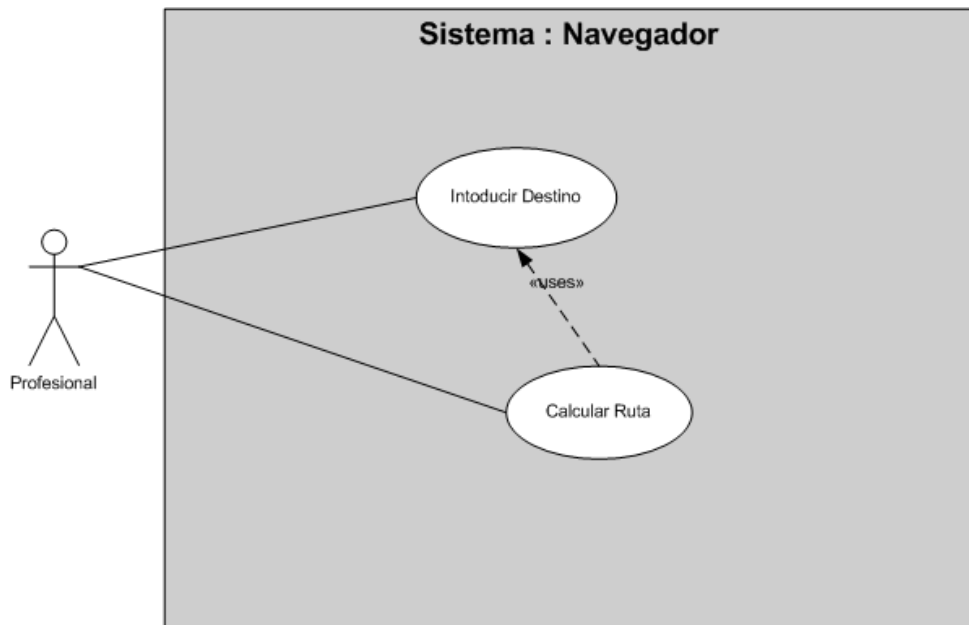 Sistema : Navegador
Intoducir Destino
«uses»
Profesional
Calcular Ruta